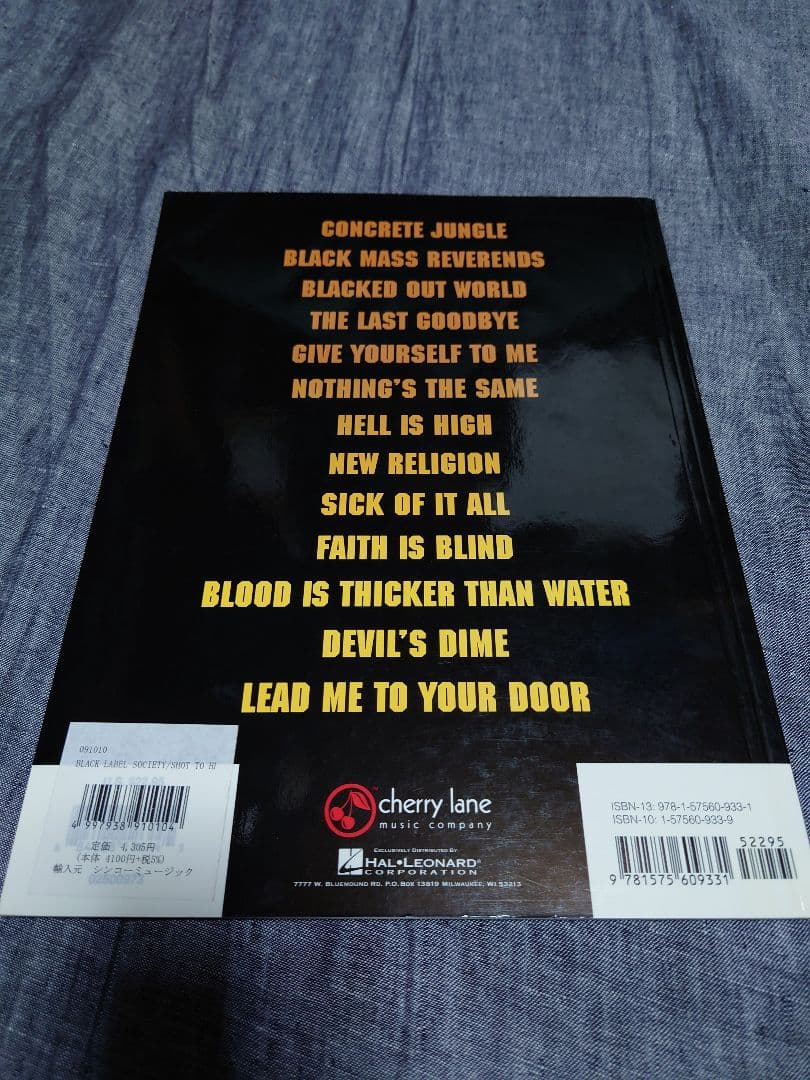 CONCRETE JUNGLE
BLACK MASS REVERENDS
BLACKED OUT WORLD
THE LAST GOODBYE
GIVE YOURSELF TO ME
NOTHING'S THE SAME
HELL IS HIGH
NEW RELIGION
SICK OF IT ALL
FAITH IS BLIND
BLOOD IS THICKER THAN WATER
DEVIL'S DIME
LEAD ME TO YOUR DOOR
091010
BLACK LABEL SOCIETY/SHOT TO HE
4 997938 910104
定価 4,305円
(本体 4100円+税5%)
輸入元 シンコーミュージック
cherry lane
music company
EXCLUSIVELY DISTRIBUTED BY
HAL•LEONARD®
CORPORATION
7777 W. BLUEMOUND RD. P.O. BOX 13819 MILWAUKEE, WI 53213
ISBN-13: 978-1-57560-933-1
ISBN-10: 1-57560-933-9
52295
9 781575 609331